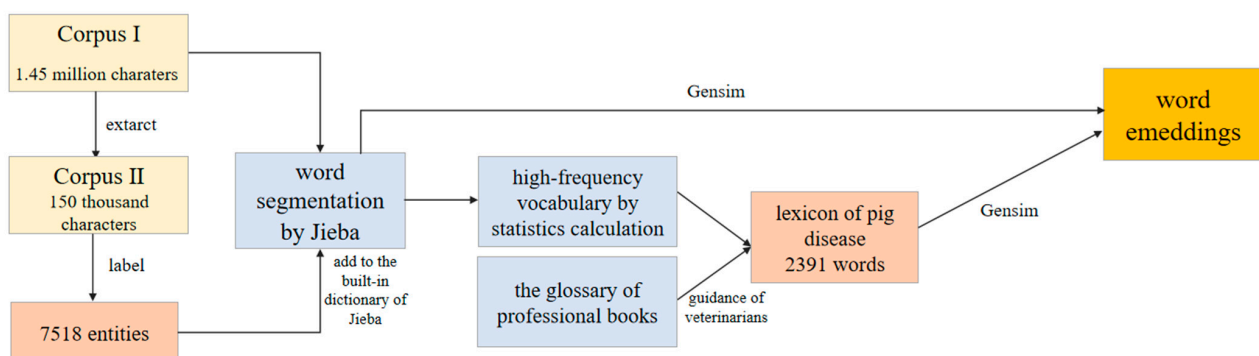 Corpus I
1.45 million charaters
extarct
Corpus II
150 thousand
characters
label
7518 entities
word
segmentation
by Jieba
add to the
built-in
dictionary of
Jieba
high-frequency
vocabulary by
statistics calculation
the glossary of
professional books
guidance of
veterinarians
lexicon of pig
disease
2391 words
Gensim
Gensim
word
emeddings